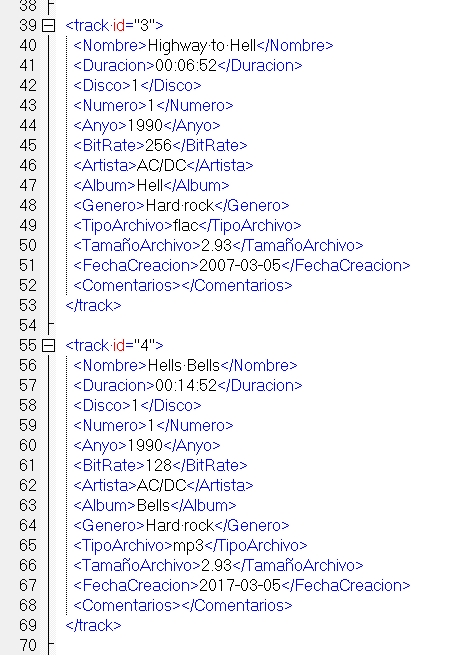 38
39 <track id="3">
40 <Nombre>Highway to Hell</Nombre>
41 <Duracion>00:06:52</Duracion>
42 <Disco>1</Disco>
43 <Numero>1</Numero>
44 <Anyo>1990</Anyo>
45 <BitRate>256</BitRate>
46 <Artista>AC/DC</Artista>
47 <Album>Hell</Album>
48 <Genero>Hard rock</Genero>
49 <TipoArchivo>flac</TipoArchivo>
50 <TamañoArchivo>2.93</TamañoArchivo>
51 <FechaCreacion>2007-03-05</FechaCreacion>
52 <Comentarios></Comentarios>
53 </track>
54
55 <track id="4">
56 <Nombre>Hells Bells</Nombre>
57 <Duracion>00:14:52</Duracion>
58 <Disco>1</Disco>
59 <Numero>1</Numero>
60 <Anyo>1990</Anyo>
61 <BitRate>128</BitRate>
62 <Artista>AC/DC</Artista>
63 <Album>Bells</Album>
64 <Genero>Hard rock</Genero>
65 <TipoArchivo>mp3</TipoArchivo>
66 <TamañoArchivo>2.93</TamañoArchivo>
67 <FechaCreacion>2017-03-05</FechaCreacion>
68 <Comentarios></Comentarios>
69 </track>
70